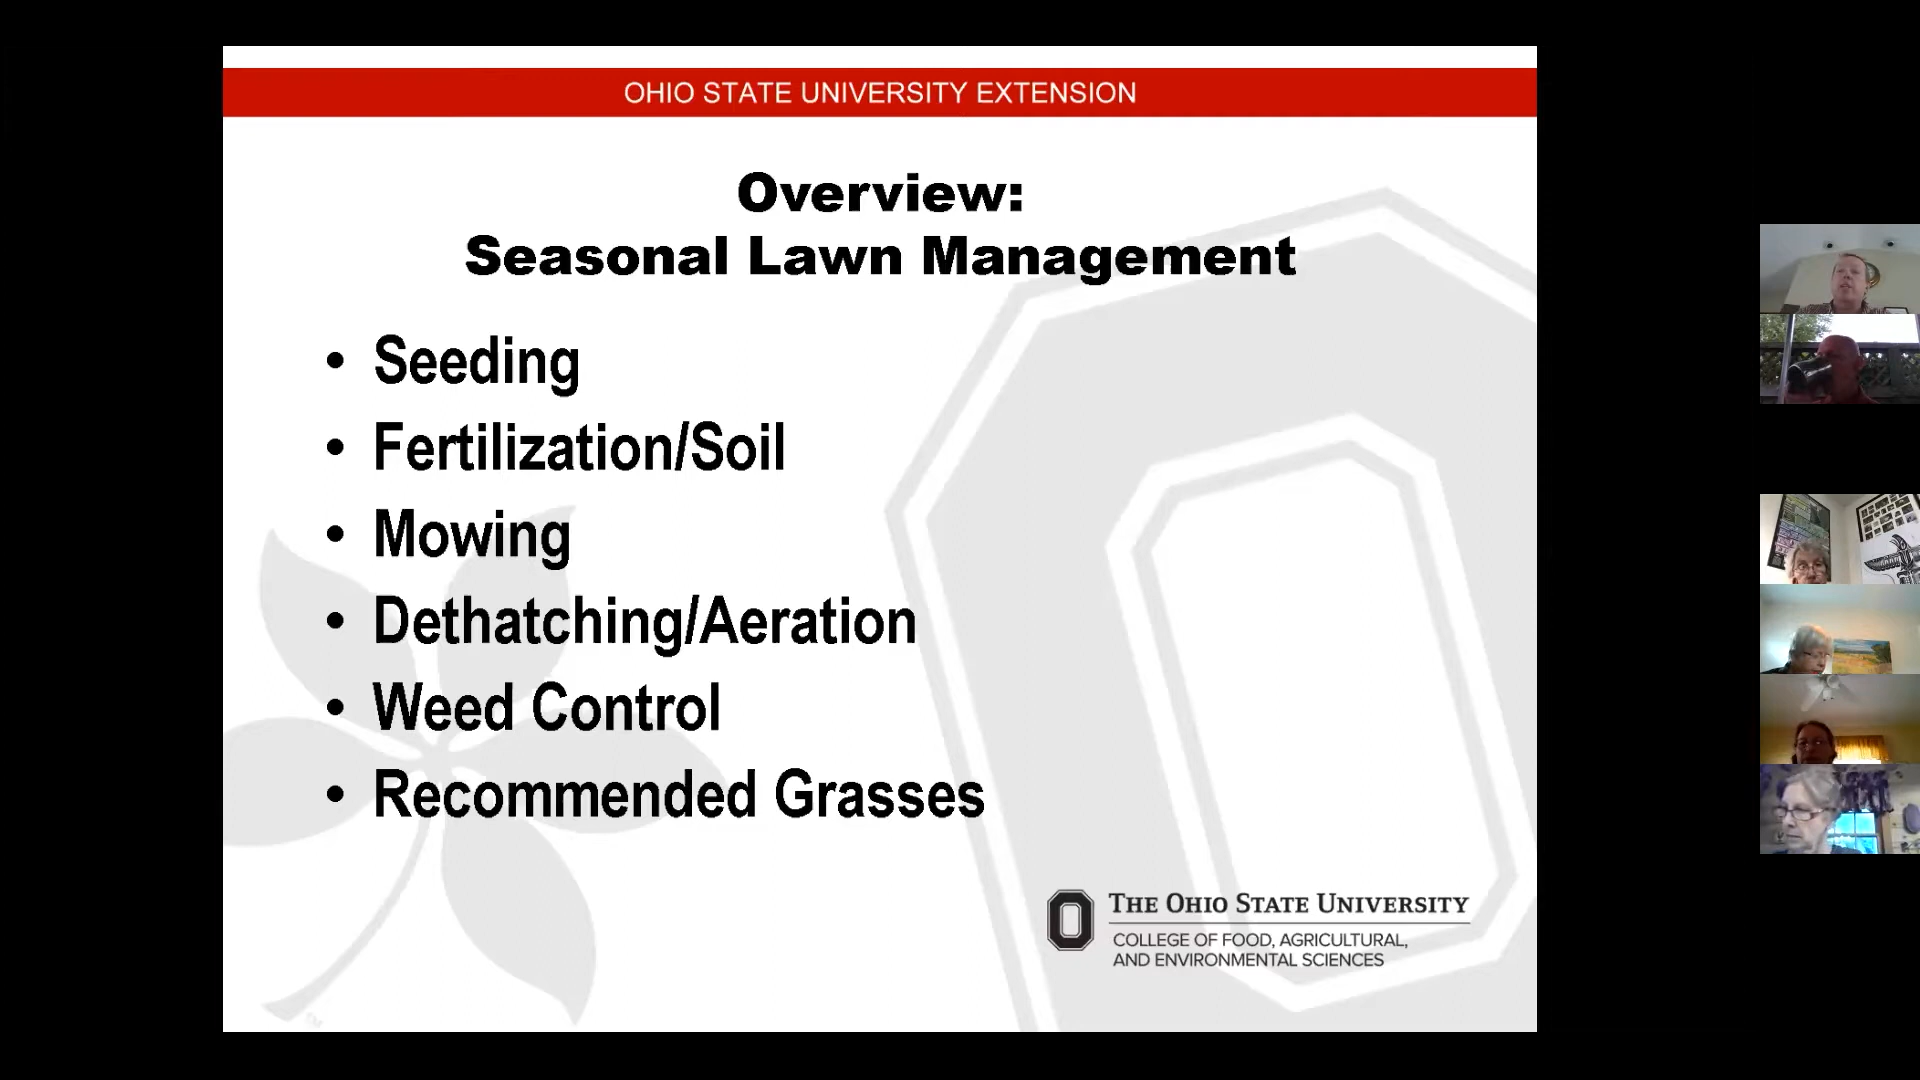 OHIO STATE UNIVERSITY EXTENSION
Overview:
Seasonal Lawn Management
• Seeding
• Fertilization/Soil
• Mowing
• Dethatching/Aeration
• Weed Control
• Recommended Grasses
THE OHIO STATE UNIVERSITY
COLLEGE OF FOOD, AGRICULTURAL,
AND ENVIRONMENTAL SCIENCES
TM